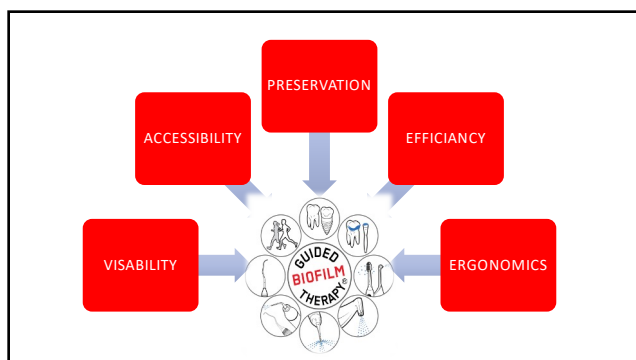 PRESERVATION
ACCESSIBILITY
EFFICIANCY
VISABILITY
ERGONOMICS
GUIDED
BIOFILM
THERAPY®